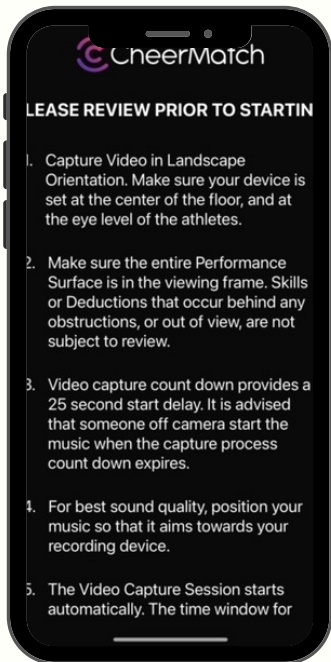 CheerMatch
LEASE REVIEW PRIOR TO STARTIN
1. Capture Video in Landscape
Orientation. Make sure your device is
set at the center of the floor, and at
the eye level of the athletes.
2. Make sure the entire Performance
Surface is in the viewing frame. Skills
or Deductions that occur behind any
obstructions, or out of view, are not
subject to review.
3. Video capture count down provides a
25 second start delay. It is advised
that someone off camera start the
music when the capture process
count down expires.
4. For best sound quality, position your
music so that it aims towards your
recording device.
5. The Video Capture Session starts
automatically. The time window for